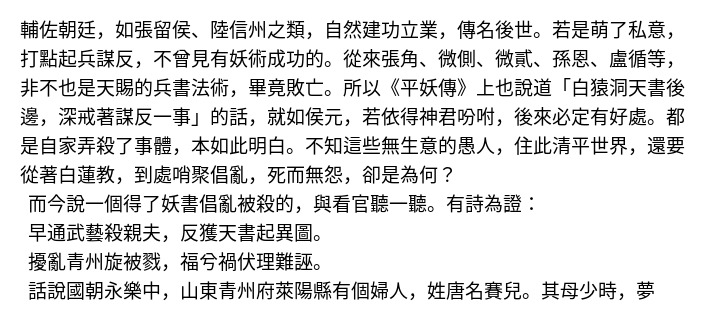 輔佐朝廷，如張留侯、陸信州之類，自然建功立業，傳名後世。若是萌了私意，
打點起兵謀反，不曾見有妖術成功的。從來張角、微側、微貳、孫恩、盧循等，
非不也是天賜的兵書法術，畢竟敗亡。所以《平妖傳》上也說道「白猿洞天書後
邊，深戒著謀反一事」的話，就如侯元，若依得神君吩咐，後來必定有好處。都
是自家弄殺了事體，本如此明白。不知這些無生意的愚人，住此清平世界，還要
從著白蓮教，到處哨聚倡亂，死而無怨，卻是為何？
而今說一個得了妖書倡亂被殺的，與看官聽一聽。有詩為證：
早通武藝殺親夫，反獲天書起異圖。
擾亂青州旋被戮，福兮禍伏理難誣。
話說國朝永樂中，山東青州府萊陽縣有個婦人，姓唐名賽兒。其母少時，夢